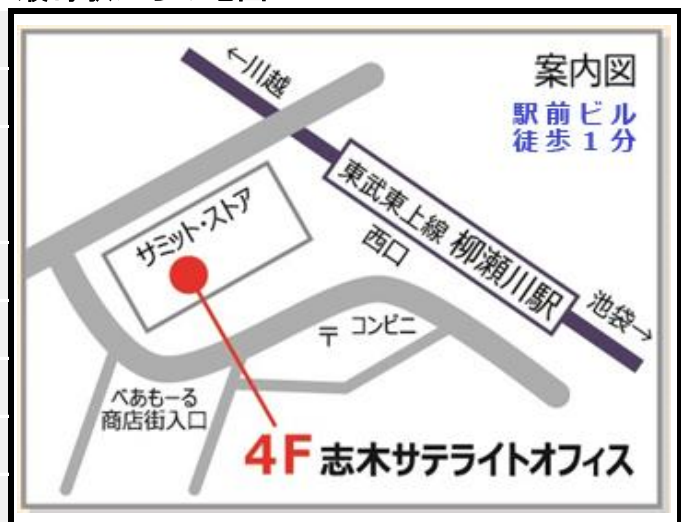 案内図
駅前ビル
徒歩1分
←川越
東武東上線 柳瀬川駅
西口
池袋→
サミット・ストア
〒 コンビニ
べあもーる
商店街入口
4F 志木サテライトオフィス